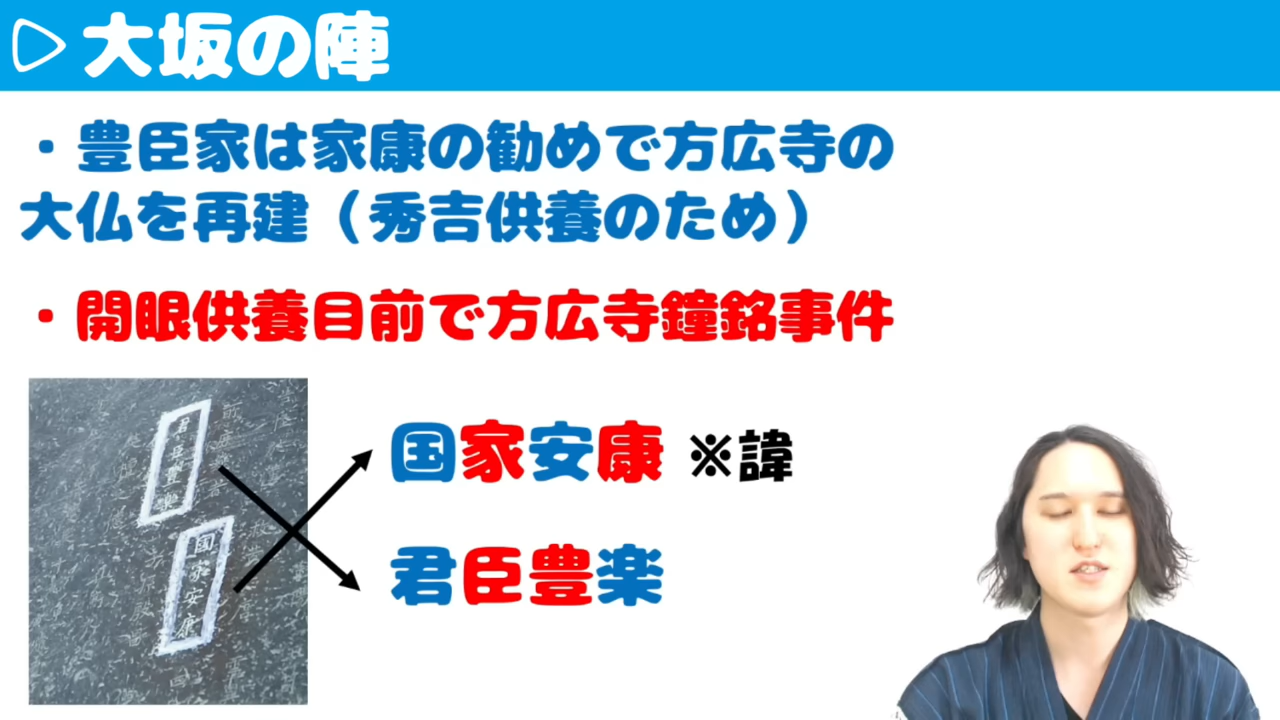 大坂の陣
・豊臣家は家康の勧めで方広寺の
大仏を再建（秀吉供養のため）
・開眼供養目前で方広寺鐘銘事件
国家安康 ※諱
君臣豊楽
君臣豊樂
國家安康